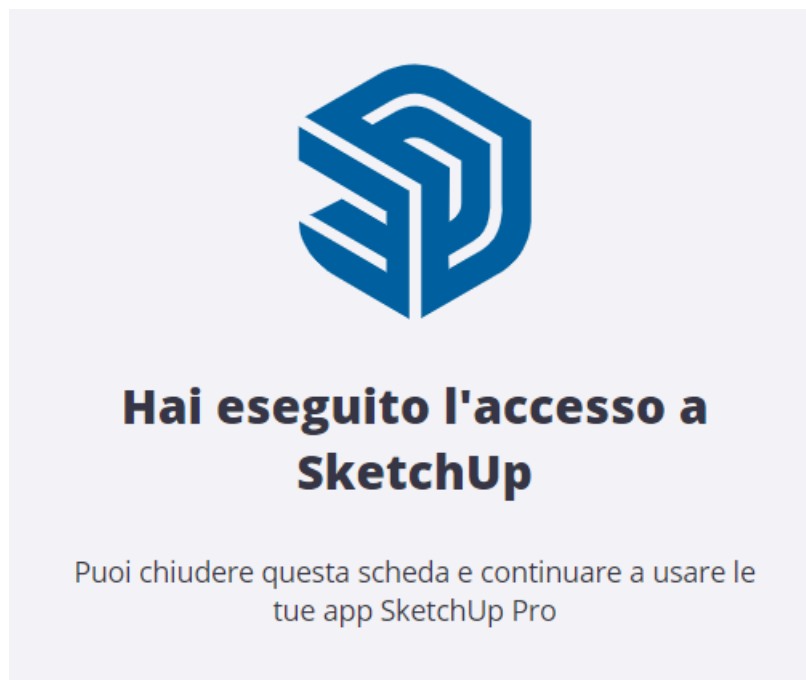 Hai eseguito l'accesso a
SketchUp
Puoi chiudere questa scheda e continuare a usare le
tue app SketchUp Pro